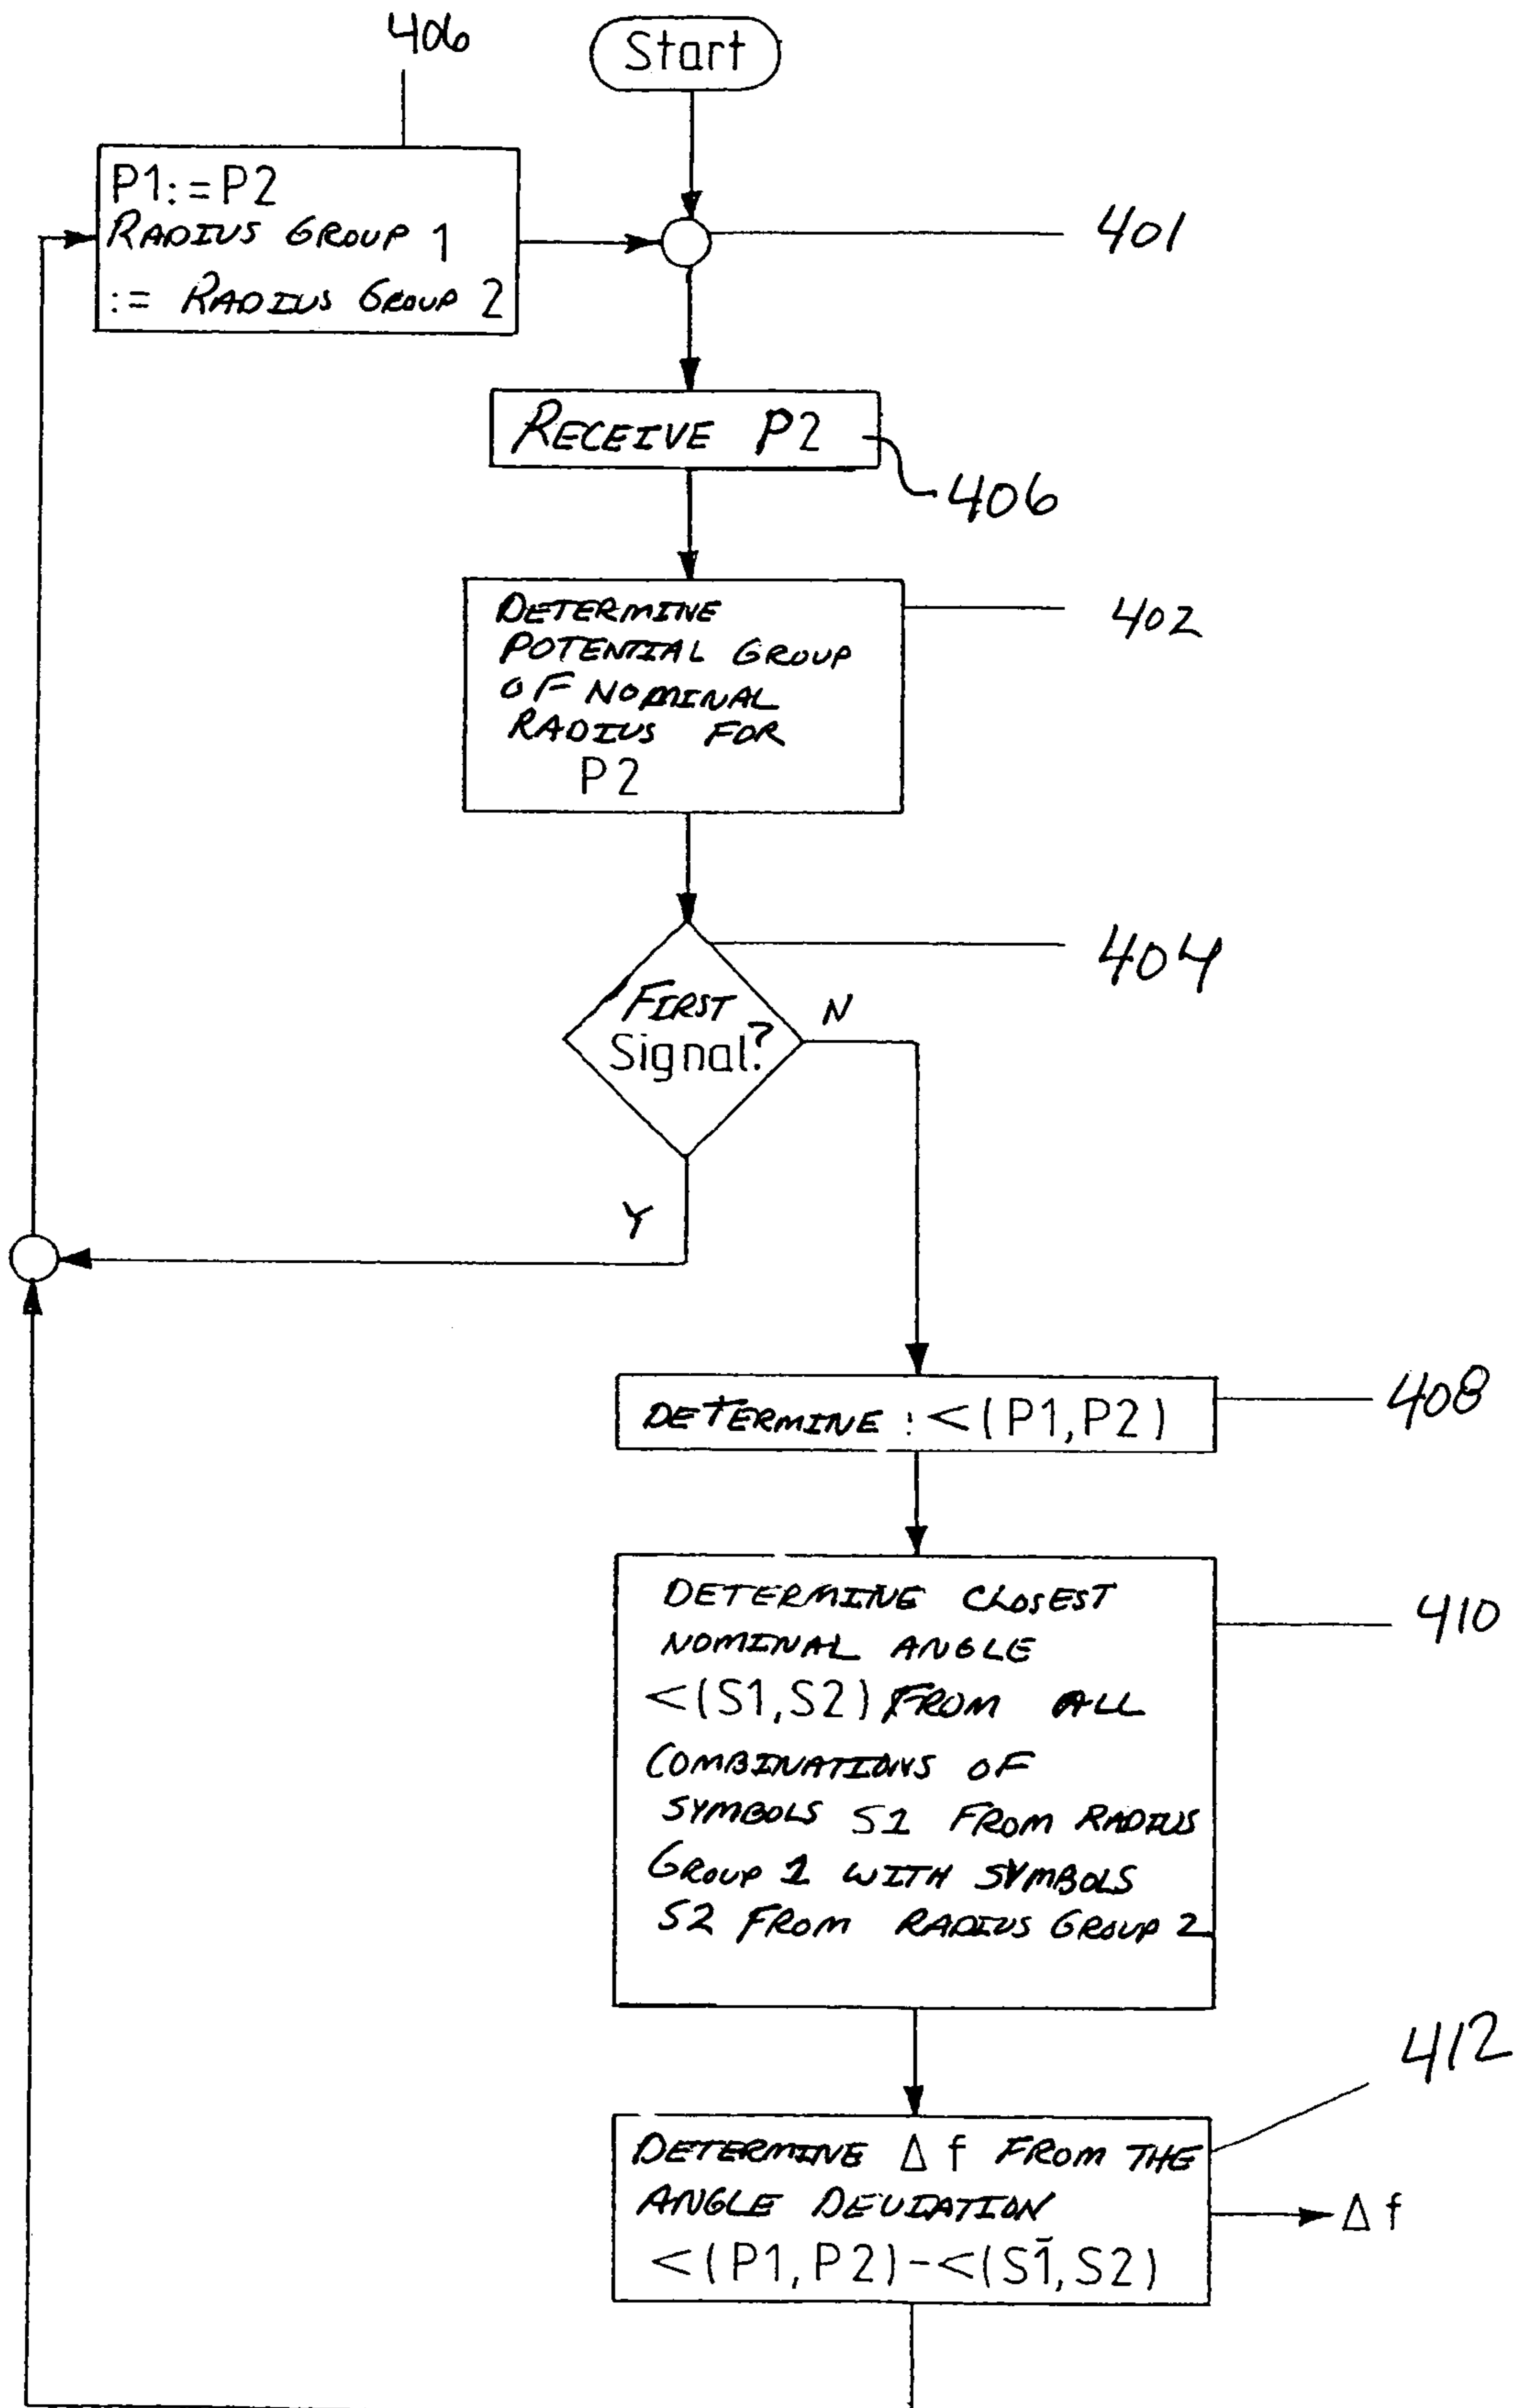 406
Start
P1:=P2
RADIUS GROUP 1
:= RADIUS GROUP 2
401
RECEIVE P2
406
DETERMINE
POTENTIAL GROUP
OF NOMINAL
RADIUS FOR
P2
402
404
FIRST
Signal?
N
Y
DETERMINE : <(P1,P2)
408
DETERMINE CLOSEST
NOMINAL ANGLE
<(S1,S2) FROM ALL
COMBINATIONS OF
SYMBOLS S1 FROM RADIUS
GROUP 1 WITH SYMBOLS
S2 FROM RADIUS GROUP 2
410
412
DETERMINE Δf FROM THE
ANGLE DEVIATION
<(P1,P2)-<(S1,S2)
Δf